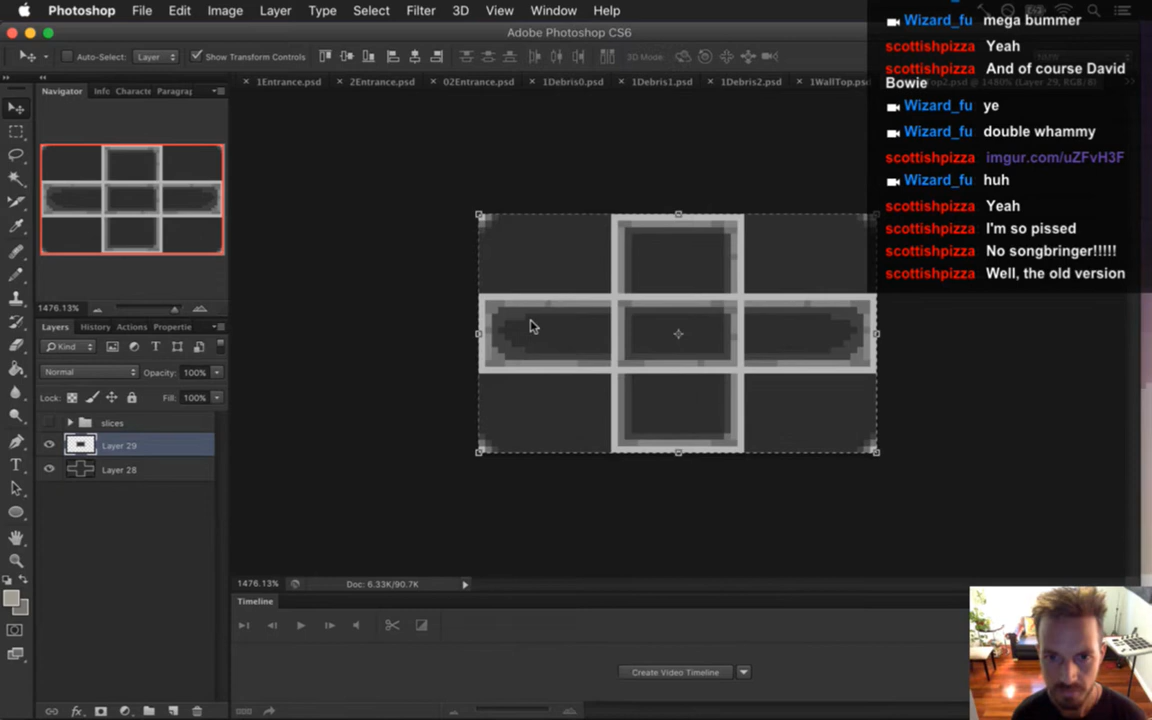 Photoshop File Edit Image Layer Type Select Filter 3D View Window Help
Adobe Photoshop CS6
Auto-Select: Layer Show Transform Controls 3D Mode:
1Entrance.psd 2Entrance.psd 02Entrance.psd 1Debris0.psd 1Debris1.psd 1Debris2.psd 1WallTop.psd
Navigator Info Characte Paragraj
1476.13%
Layers History Actions Propertie
Kind
Normal Opacity: 100%
Lock: Fill: 100%
slices
Layer 29
Layer 28
1476.13% Doc: 6.33K/90.7K
Timeline
Create Video Timeline
Wizard_fu mega bummer
scottishpizza Yeah
scottishpizza And of course David
Bowie
Wizard_fu ye
Wizard_fu double whammy
scottishpizza imgur.com/uZFvH3F
Wizard_fu huh
scottishpizza Yeah
scottishpizza I'm so pissed
scottishpizza No songbringer!!!!!
scottishpizza Well, the old version